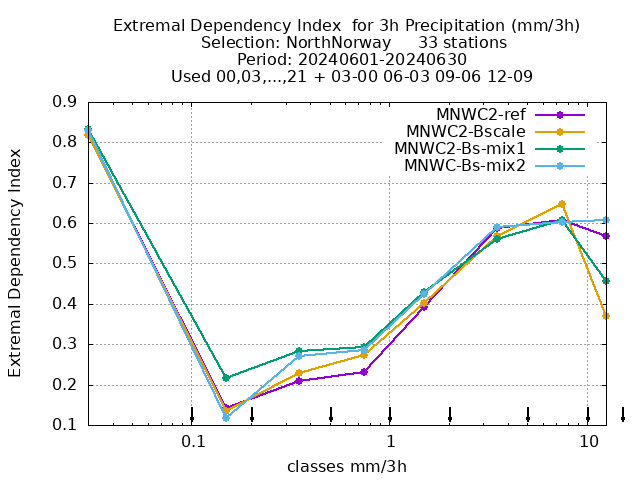 Extremal Dependency Index  for 3h Precipitation (mm/3h)
Selection: NorthNorway     33 stations
Period: 20240601-20240630
Used 00,03,...,21 + 03-00 06-03 09-06 12-09
MNWC2-ref
MNWC2-Bscale
MNWC2-Bs-mix1
MNWC-Bs-mix2
Extremal Dependency Index
0.9
0.8
0.7
0.6
0.5
0.4
0.3
0.2
0.1
0.1
1
10
classes mm/3h